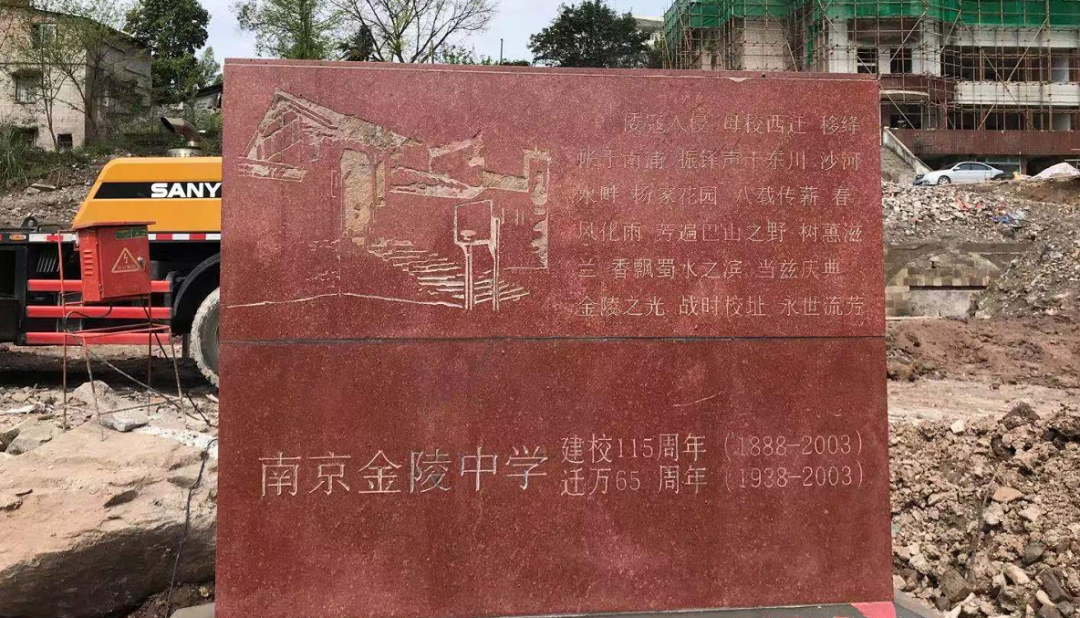 倭寇入侵 母校西迁 移绛
帐于南浦 振铎声于东川 沙河
水畔 杨家花园 八载传薪 春
风化雨 芳遍巴山之野 树蕙滋
兰 香飘蜀水之滨 当兹庆典
金陵之光 战时校址 永世流芳
SANY
南京金陵中学
建校115周年(1888-2003)
迁万65 周年(1938-2003)